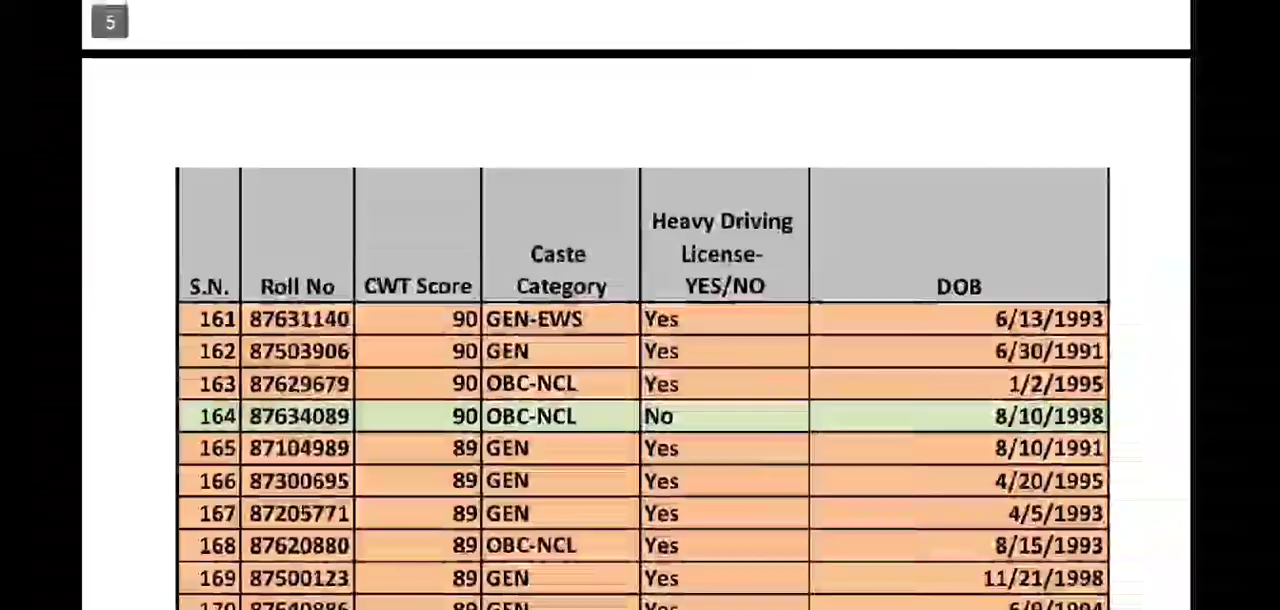 5
S.N. Roll No CWT Score Caste Category Heavy Driving License- YES/NO DOB
161 87631140 90 GEN-EWS Yes 6/13/1993
162 87503906 90 GEN Yes 6/30/1991
163 87629679 90 OBC-NCL Yes 1/2/1995
164 87634089 90 OBC-NCL No 8/10/1998
165 87104989 89 GEN Yes 8/10/1991
166 87300695 89 GEN Yes 4/20/1995
167 87205771 89 GEN Yes 4/5/1993
168 87620880 89 OBC-NCL Yes 8/15/1993
169 87500123 89 GEN Yes 11/21/1998
170 89 GEN Yes